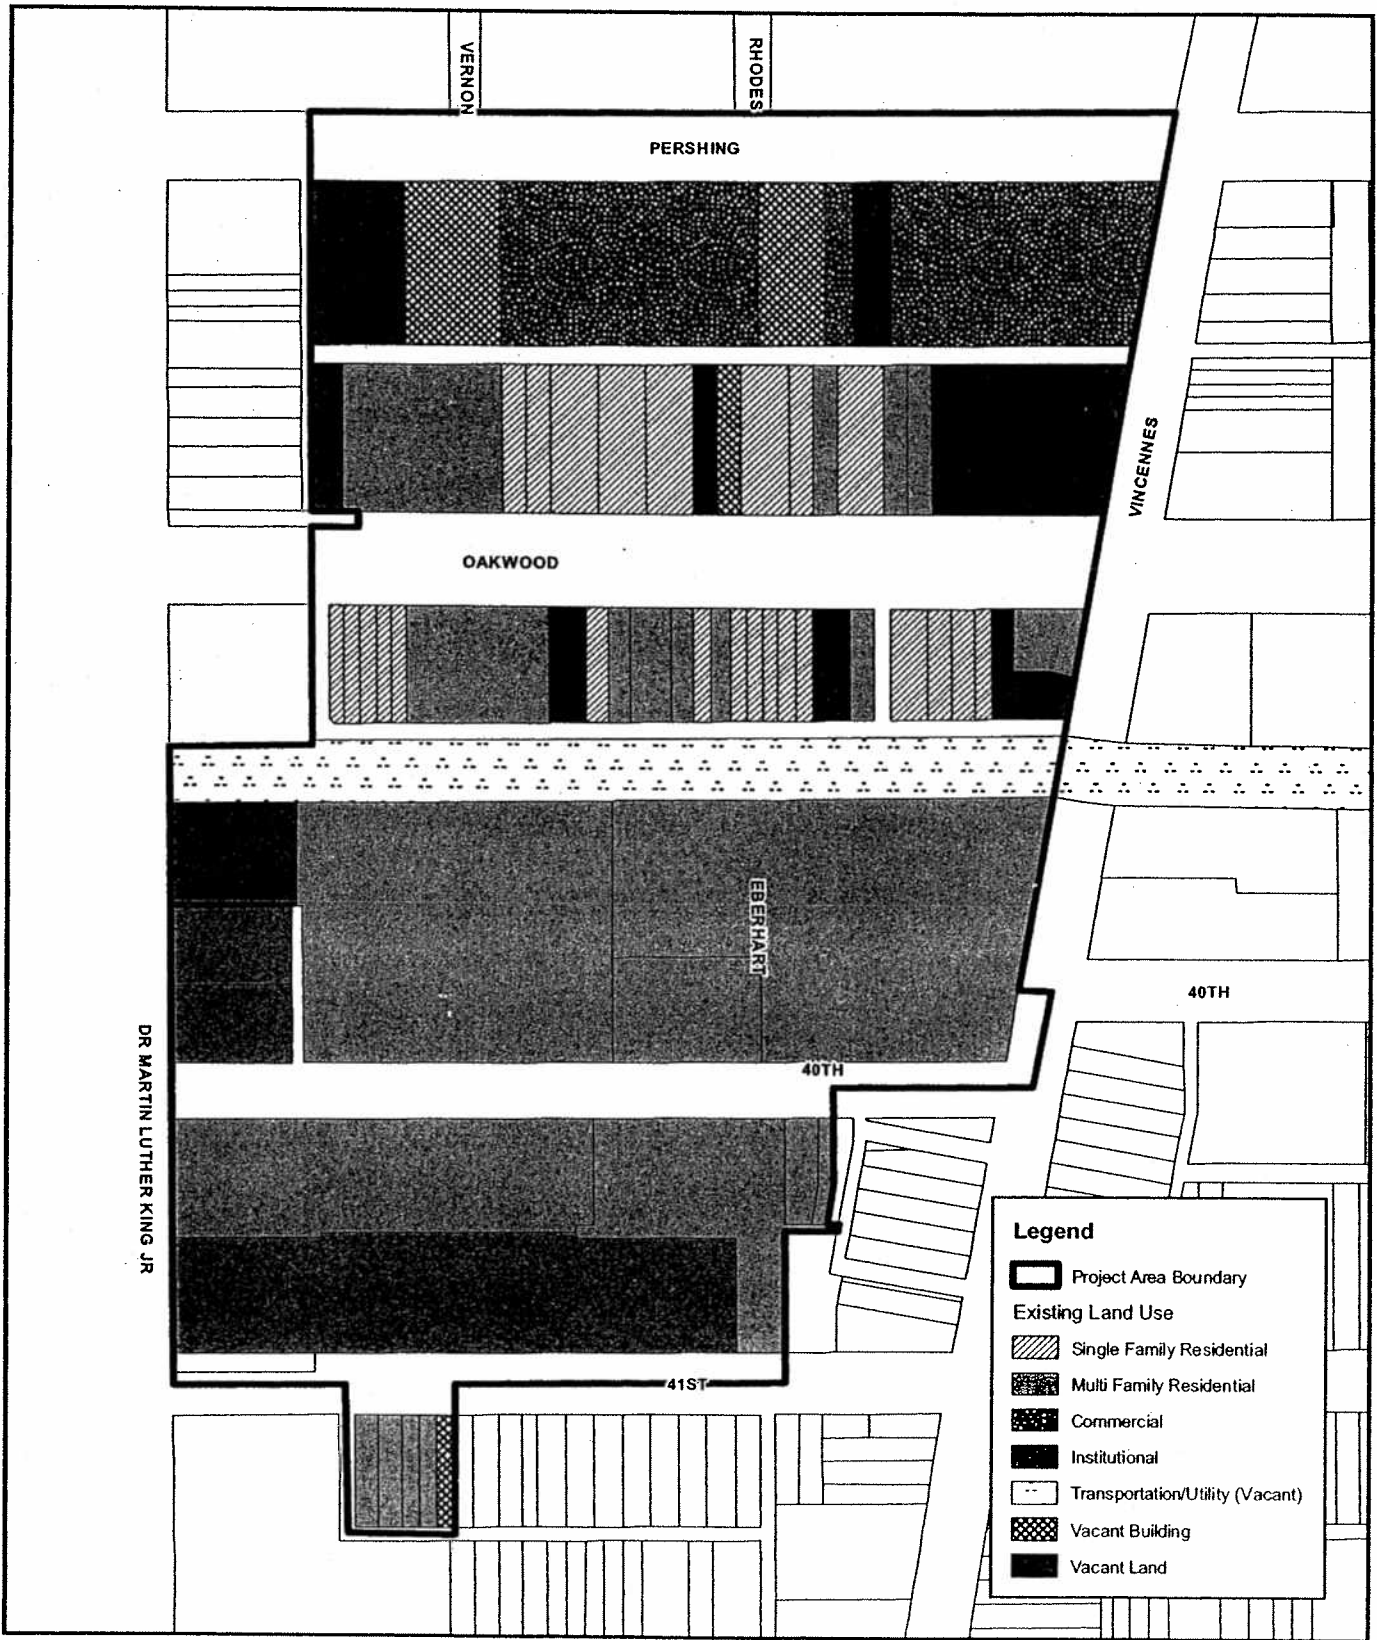 VERNON
RHODES
PERSHING
VINCENNES
OAKWOOD
EBERHART
40TH
DR MARTIN LUTHER KING JR
40TH
41ST
Legend
Project Area Boundary
Existing Land Use
Single Family Residential
Multi Family Residential
Commercial
Institutional
Transportation/Utility (Vacant)
Vacant Building
Vacant Land